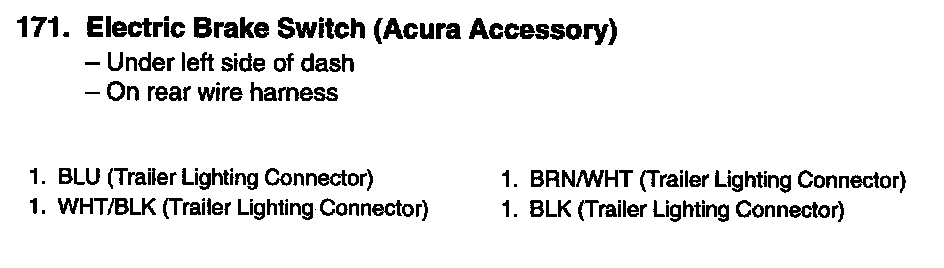 171. Electric Brake Switch (Acura Accessory)
– Under left side of dash
– On rear wire harness
1. BLU (Trailer Lighting Connector)
1. WHT/BLK (Trailer Lighting Connector)
1. BRN/WHT (Trailer Lighting Connector)
1. BLK (Trailer Lighting Connector)